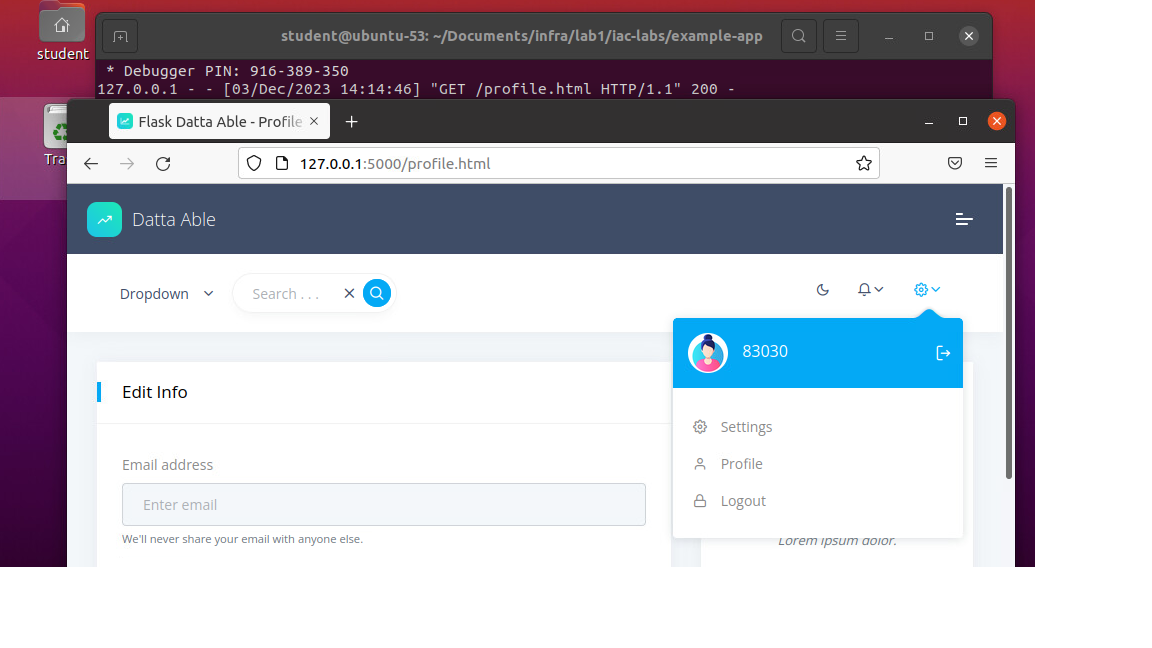 student
student@ubuntu-53: ~/Documents/infra/lab1/iac-labs/example-app
* Debugger PIN: 916-389-350
127.0.0.1 - - [03/Dec/2023 14:14:46] "GET /profile.html HTTP/1.1" 200 -
Flask Datta Able - Profile
Tra
127.0.0.1:5000/profile.html
Datta Able
Dropdown
Search . . .
83030
Edit Info
Settings
Email address
Profile
Enter email
Logout
We'll never share your email with anyone else.
Lorem ipsum dolor.